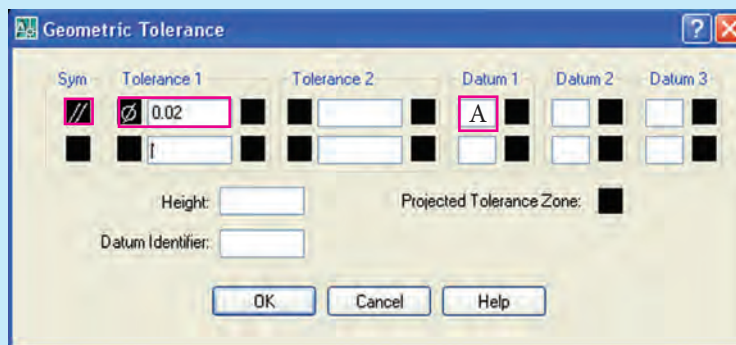 Geometric Tolerance
Sym Tolerance 1 Tolerance 2 Datum 1 Datum 2 Datum 3
// Ø 0.02 A
Height: Projected Tolerance Zone:
Datum Identifier:
OK Cancel Help